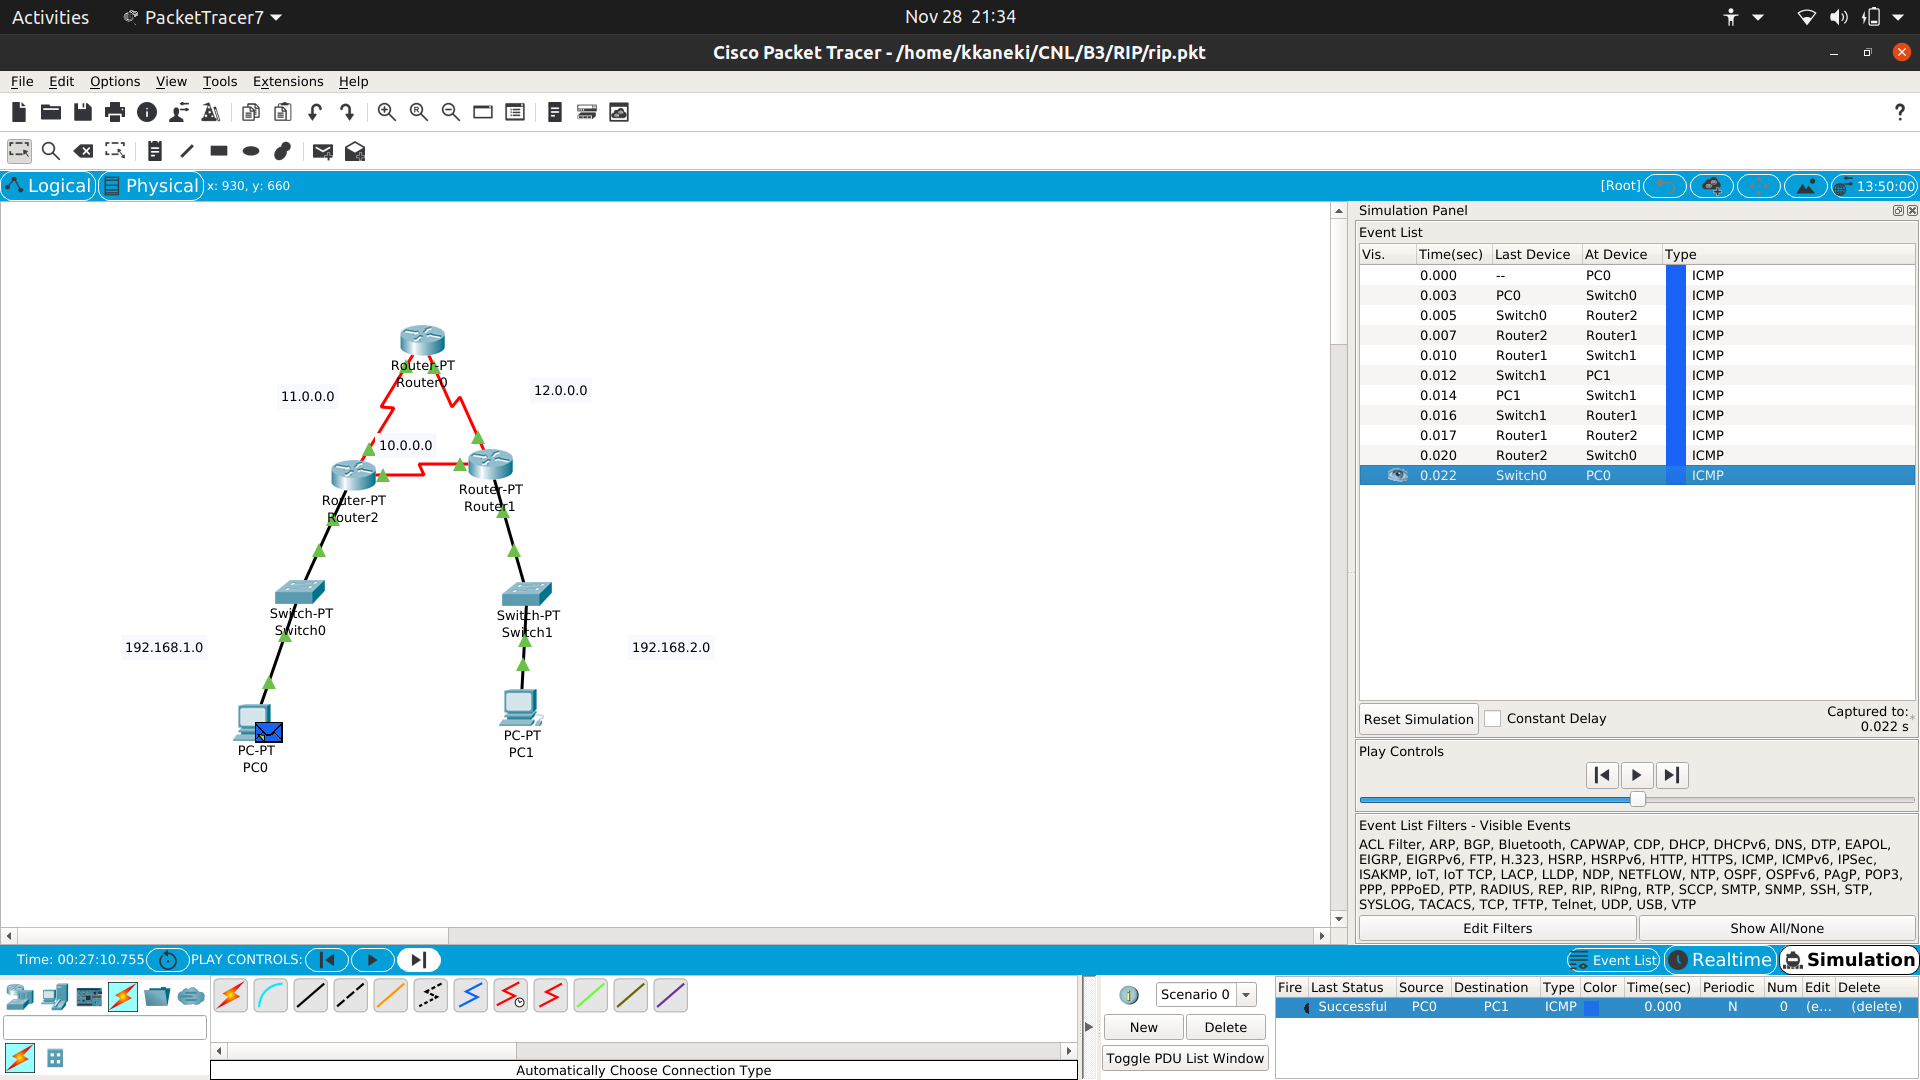 Activities PacketTracer7 Nov 28 21:34
Cisco Packet Tracer - /home/kkaneki/CNL/B3/RIP/rip.pkt
File Edit Options View Tools Extensions Help
?
Logical Physical x: 930, y: 660 [Root] 13:50:00
Router-PT
Router0
11.0.0.0
12.0.0.0
10.0.0.0
Router-PT
Router2
Router-PT
Router1
Switch-PT
Switch0
Switch-PT
Switch1
192.168.1.0
192.168.2.0
PC-PT
PC0
PC-PT
PC1
Simulation Panel
Event List
Vis. Time(sec) Last Device At Device Type
0.000 -- PC0 ICMP
0.003 PC0 Switch0 ICMP
0.005 Switch0 Router2 ICMP
0.007 Router2 Router1 ICMP
0.010 Router1 Switch1 ICMP
0.012 Switch1 PC1 ICMP
0.014 PC1 Switch1 ICMP
0.016 Switch1 Router1 ICMP
0.017 Router1 Router2 ICMP
0.020 Router2 Switch0 ICMP
0.022 Switch0 PC0 ICMP
Reset Simulation Constant Delay Captured to:
0.022 s
Play Controls
Event List Filters - Visible Events
ACL Filter, ARP, BGP, Bluetooth, CAPWAP, CDP, DHCP, DHCPv6, DNS, DTP, EAPOL,
EIGRP, EIGRPv6, FTP, H.323, HSRP, HSRPv6, HTTP, HTTPS, ICMP, ICMPv6, IPSec,
ISAKMP, IoT, IoT TCP, LACP, LLDP, NDP, NETFLOW, NTP, OSPF, OSPFv6, PAgP, POP3,
PPP, PPPoED, PTP, RADIUS, REP, RIP, RIPng, RTP, SCCP, SMTP, SNMP, SSH, STP,
SYSLOG, TACACS, TCP, TFTP, Telnet, UDP, USB, VTP
Edit Filters Show All/None
Time: 00:27:10.755 PLAY CONTROLS: Event List Realtime Simulation
Scenario 0
New Delete
Toggle PDU List Window
Fire Last Status Source Destination Type Color Time(sec) Periodic Num Edit Delete
Successful PC0 PC1 ICMP 0.000 N 0 (e... (delete)
Automatically Choose Connection Type